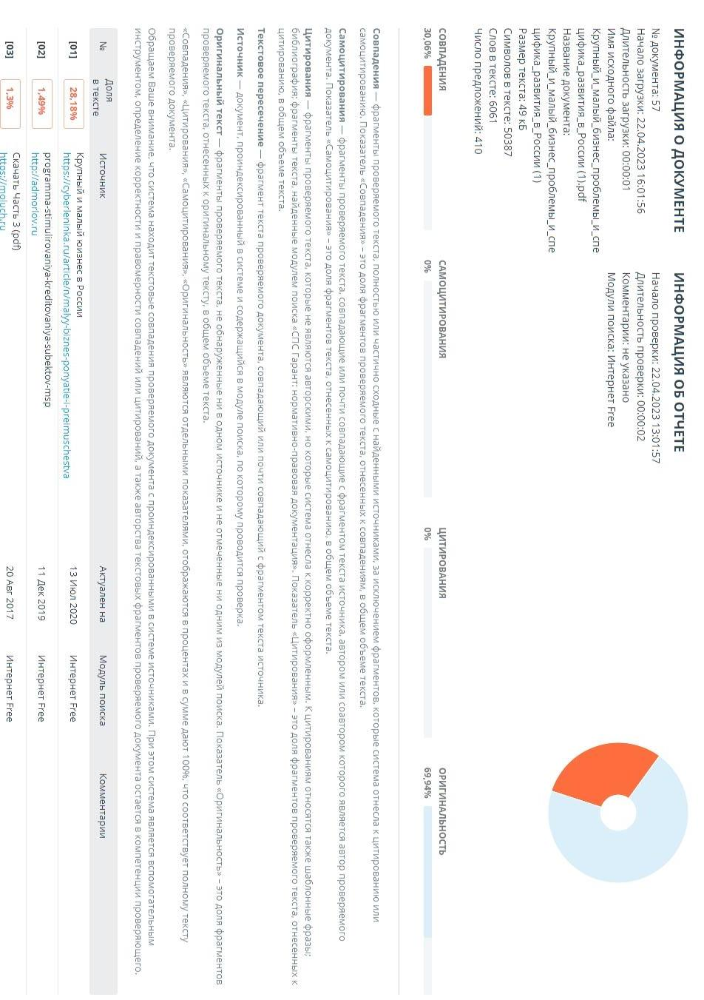 ИНФОРМАЦИЯ О ДОКУМЕНТЕ
№ документа: 57
Начало загрузки: 22.04.2023 16:01:56
Длительность загрузки: 00:00:01
Имя исходного файла:
Крупный_и_малый_бизнес_проблемы_и_спе
цифика_развития_в_России (1).pdf
Название документа:
Крупный_и_малый_бизнес_проблемы_и_спе
цифика_развития_в_России (1)
Размер текста: 49 кБ
Cимволов в тексте: 50387
Слов в тексте: 6061
Число предложений: 410
ИНФОРМАЦИЯ ОБ ОТЧЕТЕ
Начало проверки: 22.04.2023 13:01:57
Длительность проверки: 00:00:02
Комментарии: не указано
Модули поиска: Интернет Free
СОВПАДЕНИЯ
30,06%
САМОЦИТИРОВАНИЯ
0%
ЦИТИРОВАНИЯ
0%
ОРИГИНАЛЬНОСТЬ
69,94%
Совпадения — фрагменты проверяемого текста, полностью или частично сходные с найденными источниками, за исключением фрагментов, которые система отнесла к цитированию или
самоцитированию. Показатель «Совпадения» – это доля фрагментов проверяемого текста, отнесенных к совпадениям, в общем объеме текста.
Самоцитирования — фрагменты проверяемого текста, совпадающие или почти совпадающие с фрагментом текста источника, автором или соавтором которого является автор проверяемого
документа. Показатель «Самоцитирования» – это доля фрагментов текста, отнесенных к самоцитированию, в общем объеме текста.
Цитирования — фрагменты проверяемого текста, которые не являются авторскими, но которые система отнесла к корректно оформленным. К цитированиям относятся также шаблонные фразы;
библиография; фрагменты текста, найденные модулем поиска «СПС Гарант: нормативно-правовая документация». Показатель «Цитирования» – это доля фрагментов проверяемого текста, отнесенных к
цитированию, в общем объеме текста.
Текстовое пересечение — фрагмент текста проверяемого документа, совпадающий или почти совпадающий с фрагментом текста источника.
Источник — документ, проиндексированный в системе и содержащийся в модуле поиска, по которому проводится проверка.
Оригинальный текст — фрагменты проверяемого текста, не обнаруженные ни в одном источнике и не отмеченные ни одним из модулей поиска. Показатель «Оригинальность» – это доля фрагментов
проверяемого текста, отнесенных к оригинальному тексту, в общем объеме текста.
«Совпадения», «Цитирования», «Самоцитирования», «Оригинальность» являются отдельными показателями, отображаются в процентах и в сумме дают 100%, что соответствует полному тексту
проверяемого документа.
Обращаем Ваше внимание, что система находит текстовые совпадения проверяемого документа с проиндексированными в системе источниками. При этом система является вспомогательным
инструментом, определение корректности и правомерности совпадений или цитирований, а также авторства текстовых фрагментов проверяемого документа остается в компетенции проверяющего.
№ Доля в тексте Источник Актуален на Модуль поиска Комментарии
[01] 28,18% Крупный и малый юизнес в России 13 Июл 2020 Интернет Free
https://cyberleninka.ru/article/n/malyy-biznes-ponyatie-i-preimuschestva
[02] 1,49% programma-stimulirovaniya-kreditovaniya-subektov-msp 11 Дек 2019 Интернет Free
http://admorlov.ru
[03] 1,3% Скачать Часть 3 (pdf) 20 Авг 2017 Интернет Free
https://moluch.ru